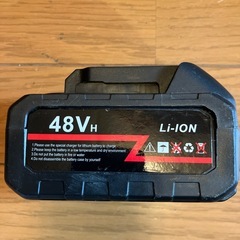 48VH
Li-ION
1.Please use the special charger for lithium battery to charge
2.Please keep the battery in a low temperature and dry environment
3.Do not put the battery in fire or water
4.Do not disassemble the battery case by yourself